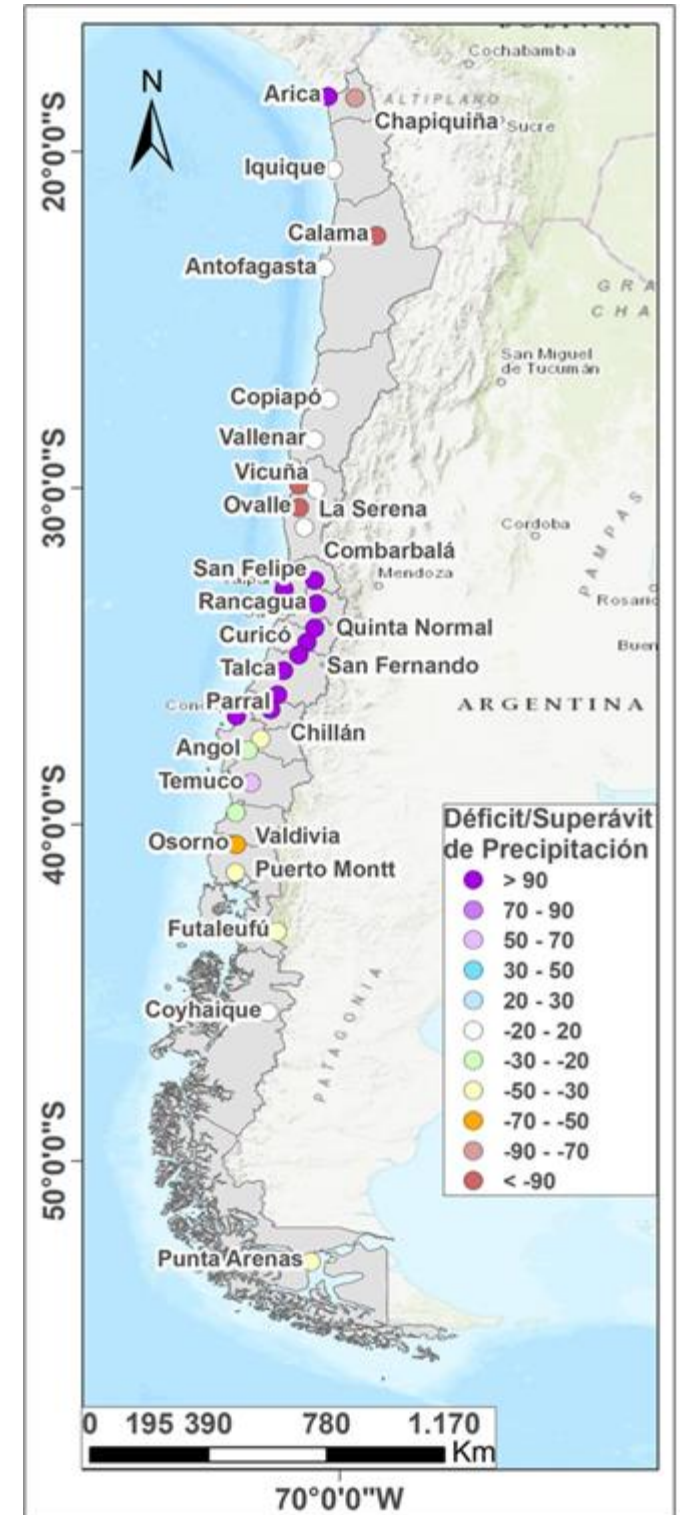 N
Cochabamba
Arica
ALTIPLANO
Chapiquiña
Sucre
20°0'0"S
Iquique
Calama
Antofagasta
GRA
CHA
San Miguel
de Tucumán
Copiapó
Vallenar
Vicuña
30°0'0"S
Ovalle
La Serena
Cordoba
PAMPAS
Combarbalá
San Felipe
Mendoza
Rancagua
Rosario
Quinta Normal
Curicó
Buen
Talca
San Fernando
Parral
ARGENTINA
Chillán
Angol
Temuco
40°0'0"S
Osorno
Valdivia
Puerto Montt
Futaleufú
Coyhaique
PATAGONIA
Déficit/Superávit
de Precipitación
> 90
70 - 90
50 - 70
30 - 50
20 - 30
-20 - 20
-30 - -20
-50 - -30
-70 - -50
-90 - -70
< -90
50°0'0"S
Punta Arenas
0 195 390 780 1.170
Km
70°0'0"W